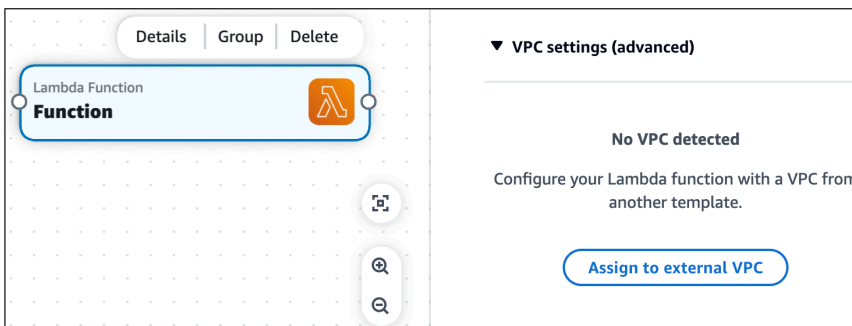 Details Group Delete
Lambda Function
Function
VPC settings (advanced)
No VPC detected
Configure your Lambda function with a VPC from
another template.
Assign to external VPC